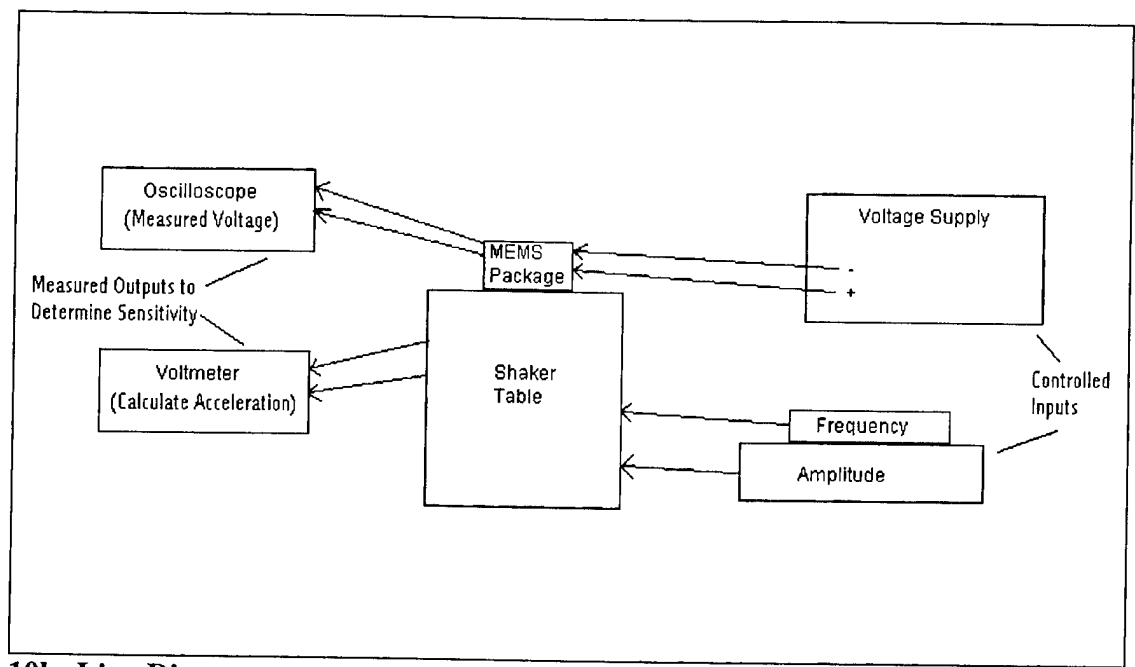 Oscilloscope
(Measured Voltage)
Voltage Supply
-
+
MEMS
Package
Measured Outputs to
Determine Sensitivity
Voltmeter
(Calculate Acceleration)
Shaker
Table
Controlled
Inputs
Frequency
Amplitude